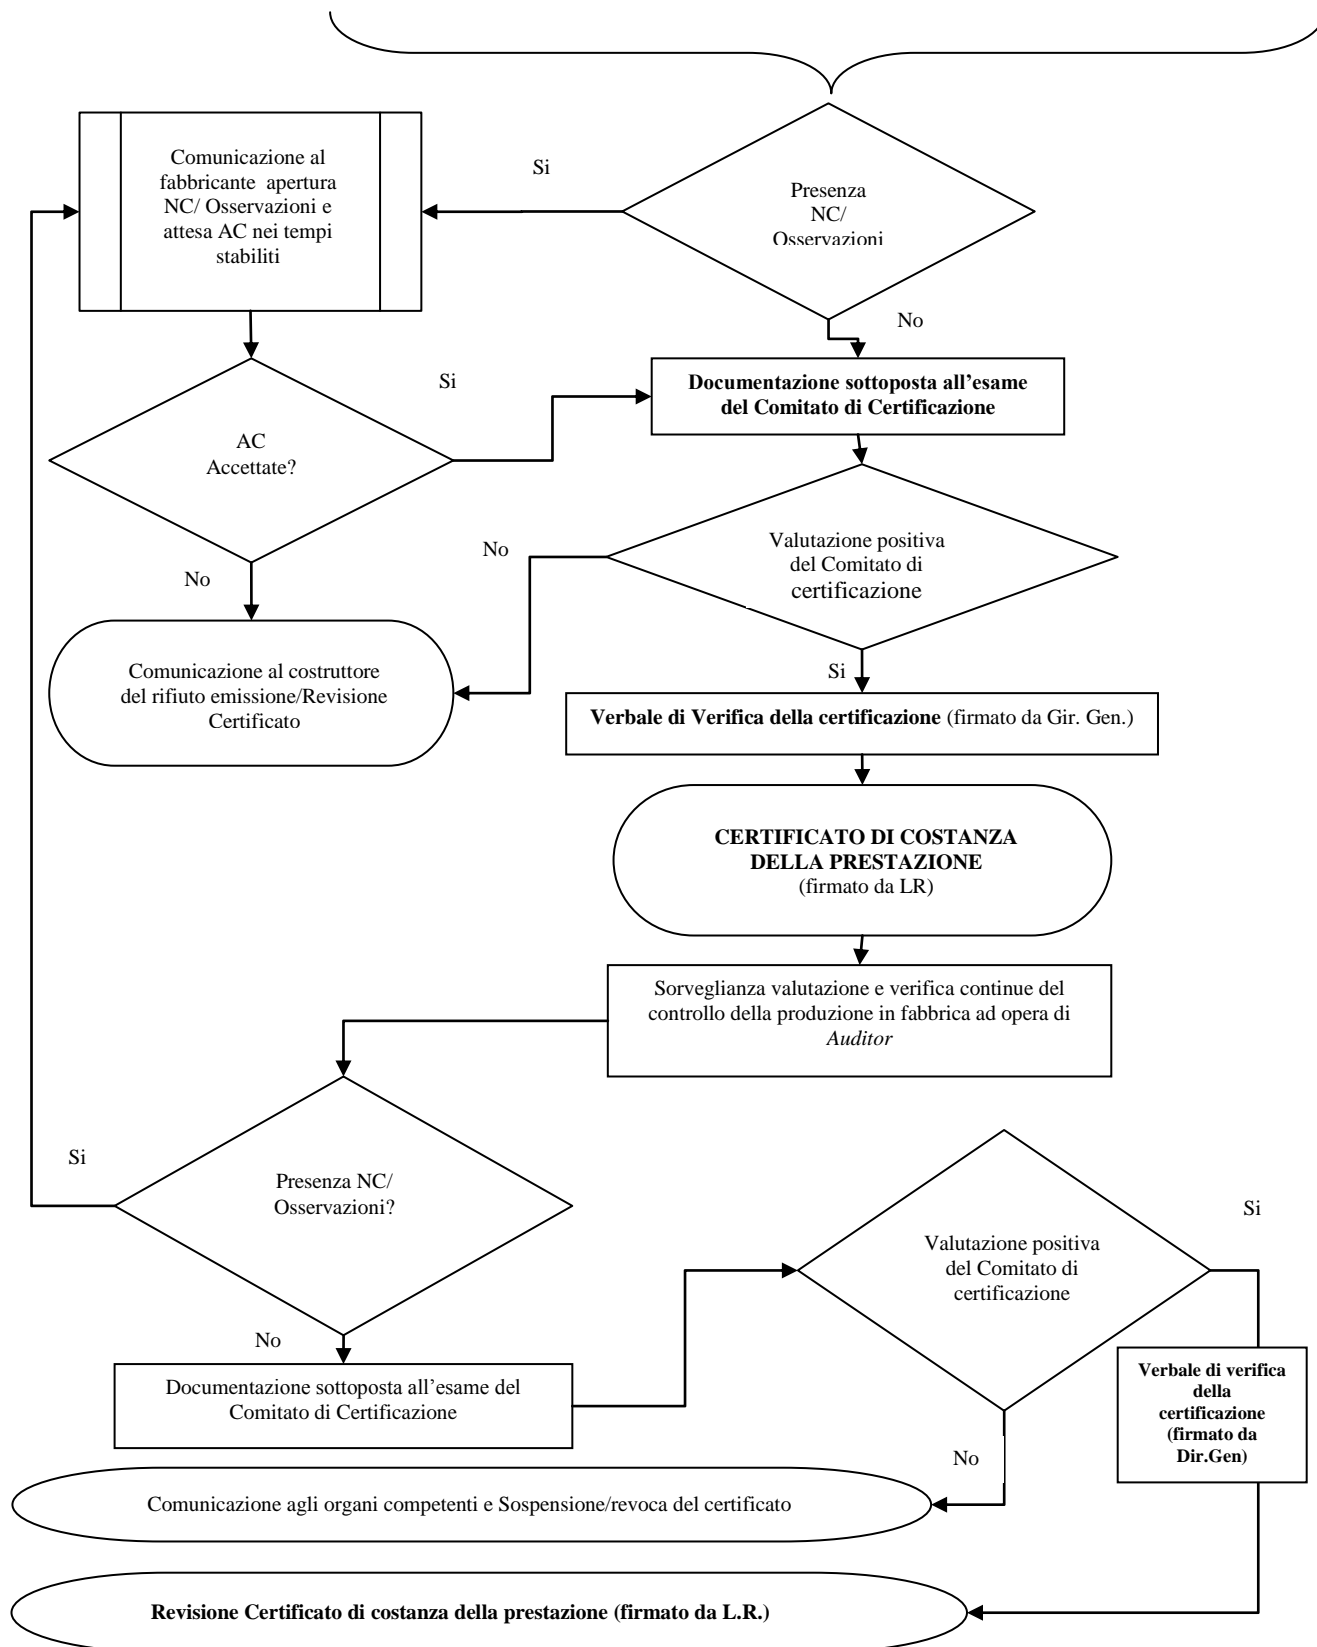 Comunicazione al
fabbricante apertura
NC/ Osservazioni e
attesa AC nei tempi
stabiliti
Si
Presenza
NC/
Osservazioni
No
Si
Documentazione sottoposta all’esame
del Comitato di Certificazione
AC
Accettate?
No
No
Valutazione positiva
del Comitato di
certificazione
Comunicazione al costruttore
del rifiuto emissione/Revisione
Certificato
Si
Verbale di Verifica della certificazione (firmato da Gir. Gen.)
CERTIFICATO DI COSTANZA
DELLA PRESTAZIONE
(firmato da LR)
Sorveglianza valutazione e verifica continue del
controllo della produzione in fabbrica ad opera di
Auditor
Si
Presenza NC/
Osservazioni?
No
Documentazione sottoposta all’esame del
Comitato di Certificazione
Valutazione positiva
del Comitato di
certificazione
Si
Verbale di verifica
della
certificazione
(firmato da
Dir.Gen)
No
Comunicazione agli organi competenti e Sospensione/revoca del certificato
Revisione Certificato di costanza della prestazione (firmato da L.R.)